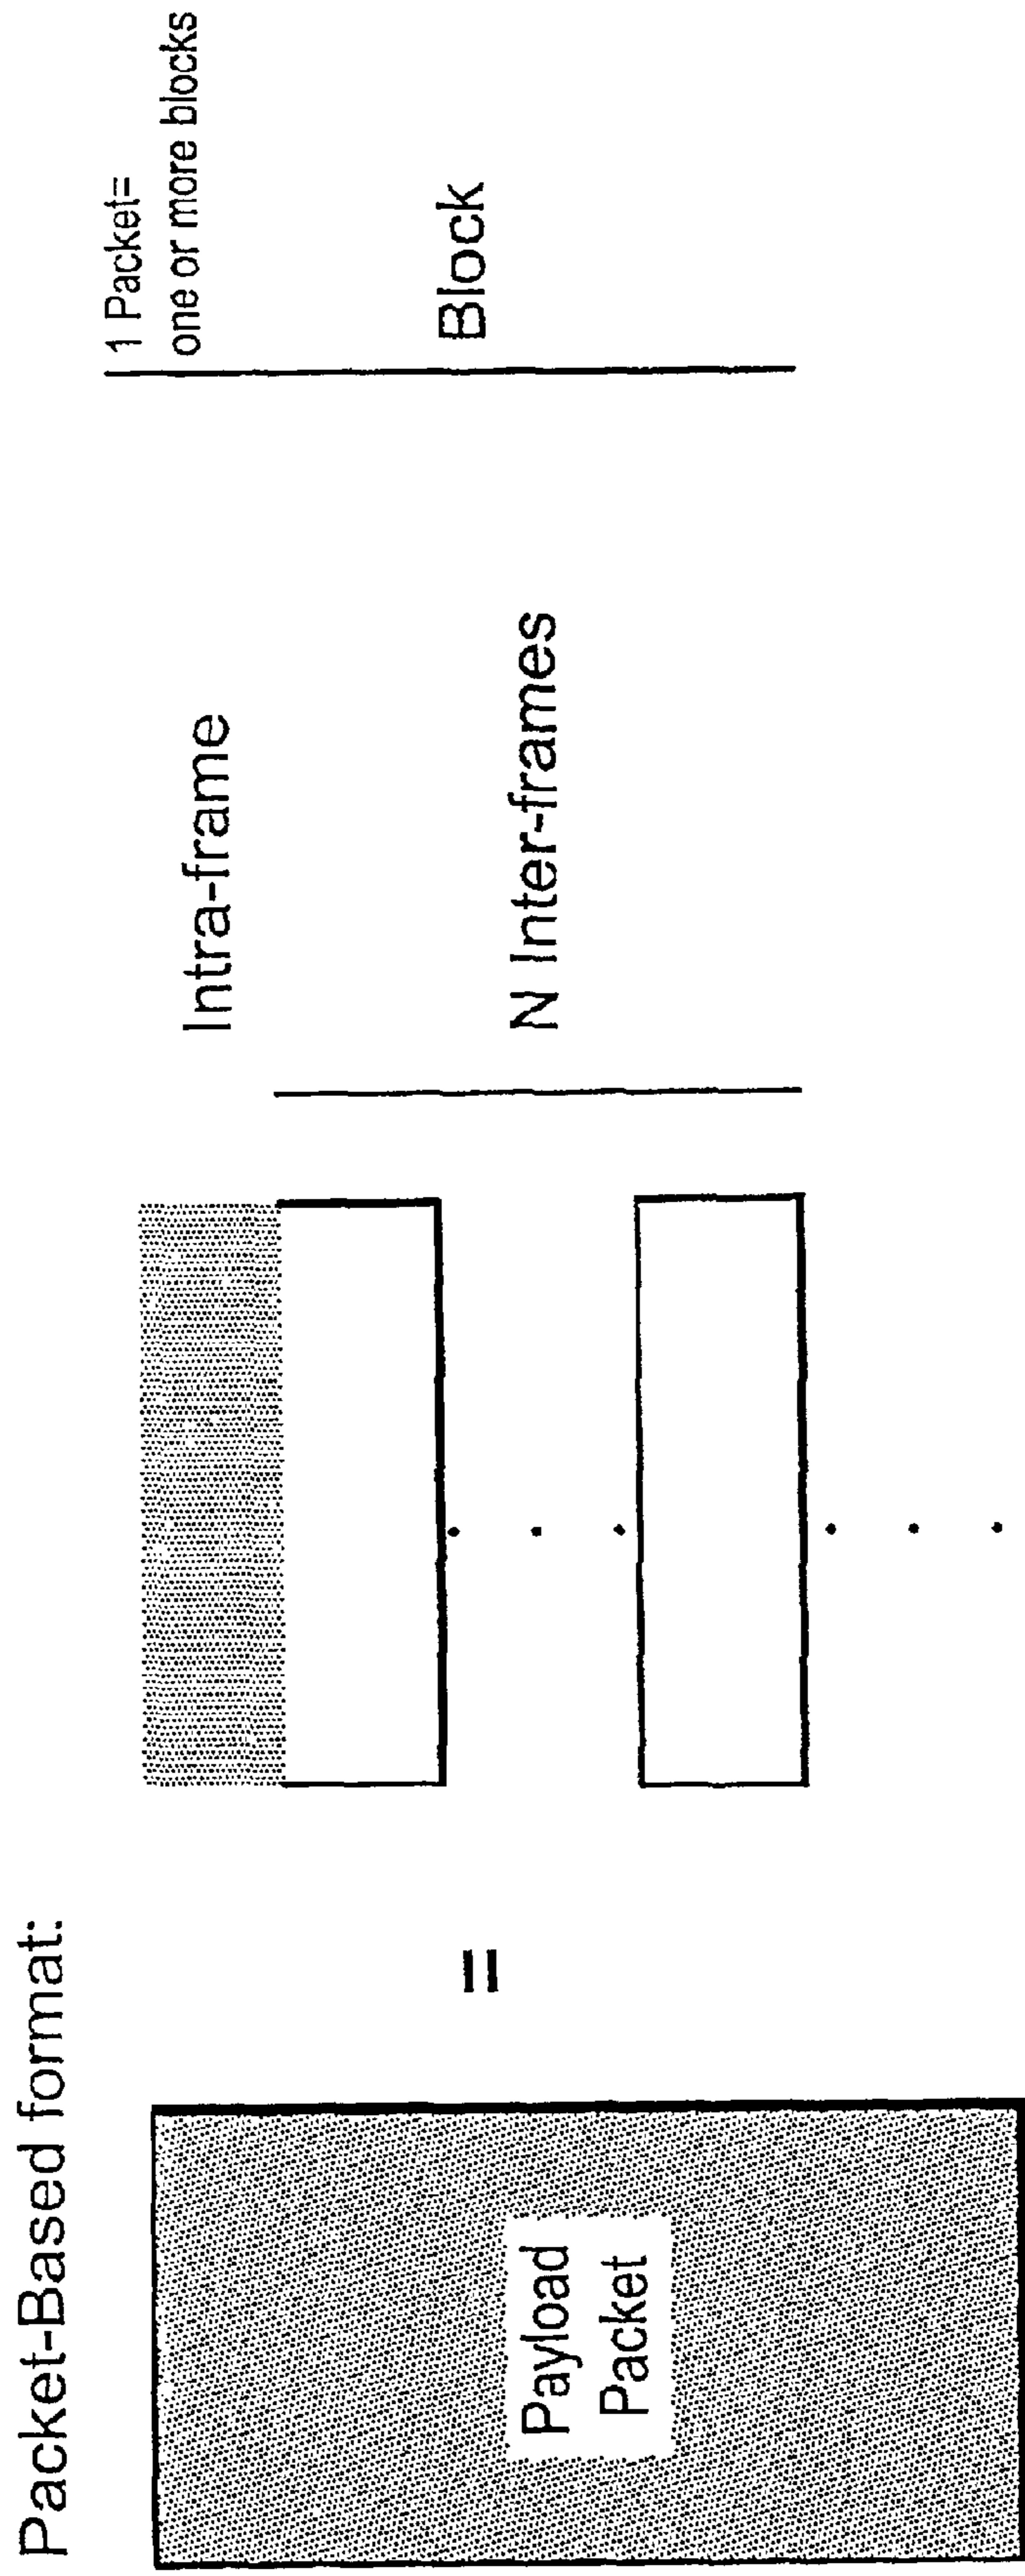 Packet-Based format:
Payload
Packet
=
Intra-frame
N Inter-frames
1 Packet=
one or more blocks
Block